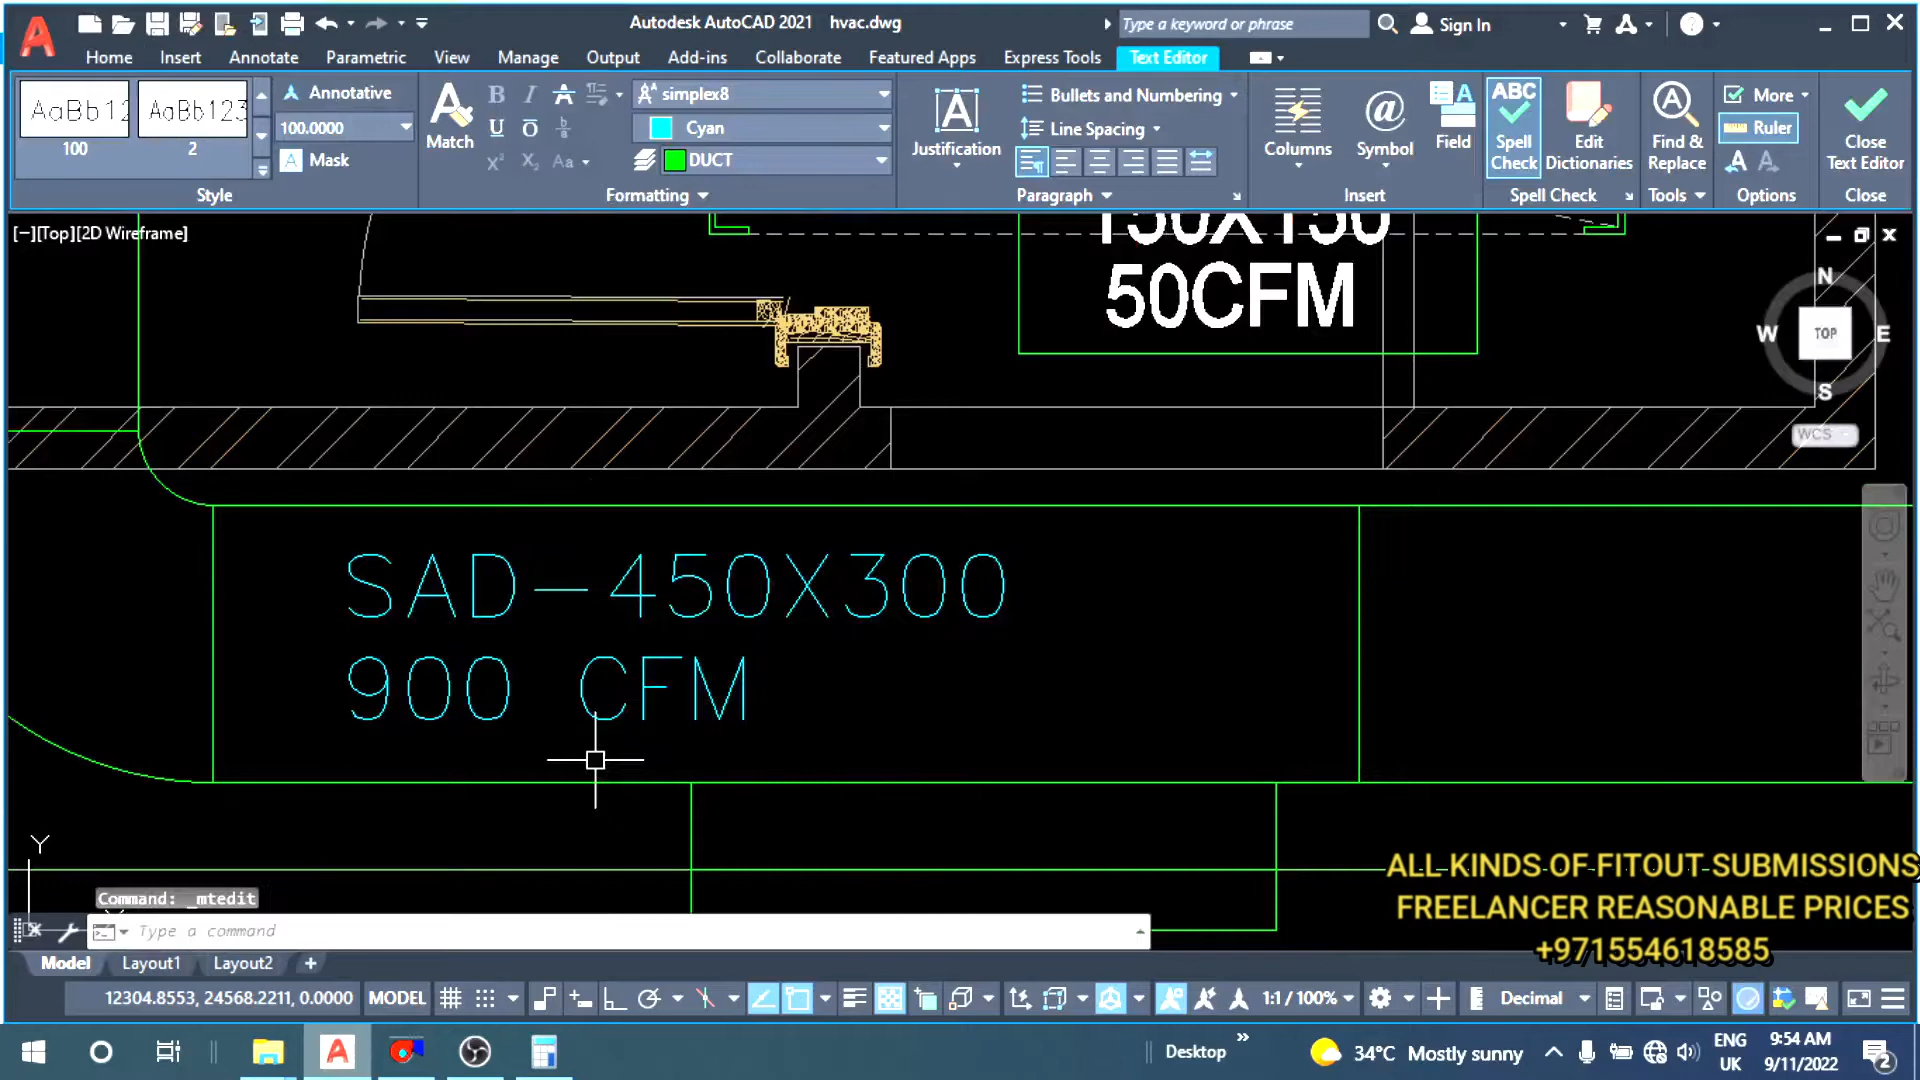 Autodesk AutoCAD 2021 hvac.dwg
Type a keyword or phrase
Sign In
Home Insert Annotate Parametric View Manage Output Add-ins Collaborate Featured Apps Express Tools Text Editor
AaBb12 AaBb123
100 2
Annotative
100.0000
Mask
Style
Match
simplex8
Cyan
DUCT
Formatting
Justification
Bullets and Numbering
Line Spacing
Paragraph
Columns
Symbol
Field
Insert
ABC
Spell Check
Edit Dictionaries
Spell Check
Find & Replace
Tools
More
Ruler
Options
Close Text Editor
Close
[−][Top][2D Wireframe]
150X150
50CFM
N
W TOP E
S
WCS
SAD-450X300
900 CFM
Y
ALL KINDS OF FITOUT SUBMISSIONS
FREELANCER REASONABLE PRICES
+971554618585
Command: _mtedit
Type a command
Model Layout1 Layout2 +
12304.8553, 24568.2211, 0.0000 MODEL 1:1 / 100% Decimal
Desktop 34°C Mostly sunny
ENG
UK
9:54 AM
9/11/2022
2